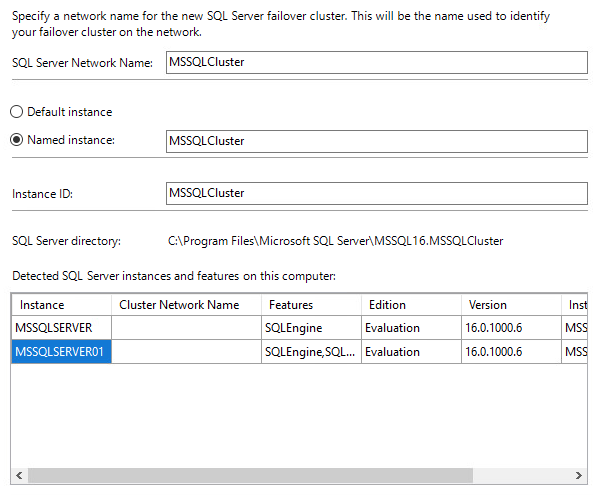 Specify a network name for the new SQL Server failover cluster. This will be the name used to identify
your failover cluster on the network.
SQL Server Network Name: MSSQLCluster
Default instance
Named instance: MSSQLCluster
Instance ID: MSSQLCluster
SQL Server directory: C:\Program Files\Microsoft SQL Server\MSSQL16.MSSQLCluster
Detected SQL Server instances and features on this computer:
Instance Cluster Network Name Features Edition Version Inst
MSSQLSERVER SQLEngine Evaluation 16.0.1000.6 MSS
MSSQLSERVER01 SQLEngine,SQL... Evaluation 16.0.1000.6 MSS